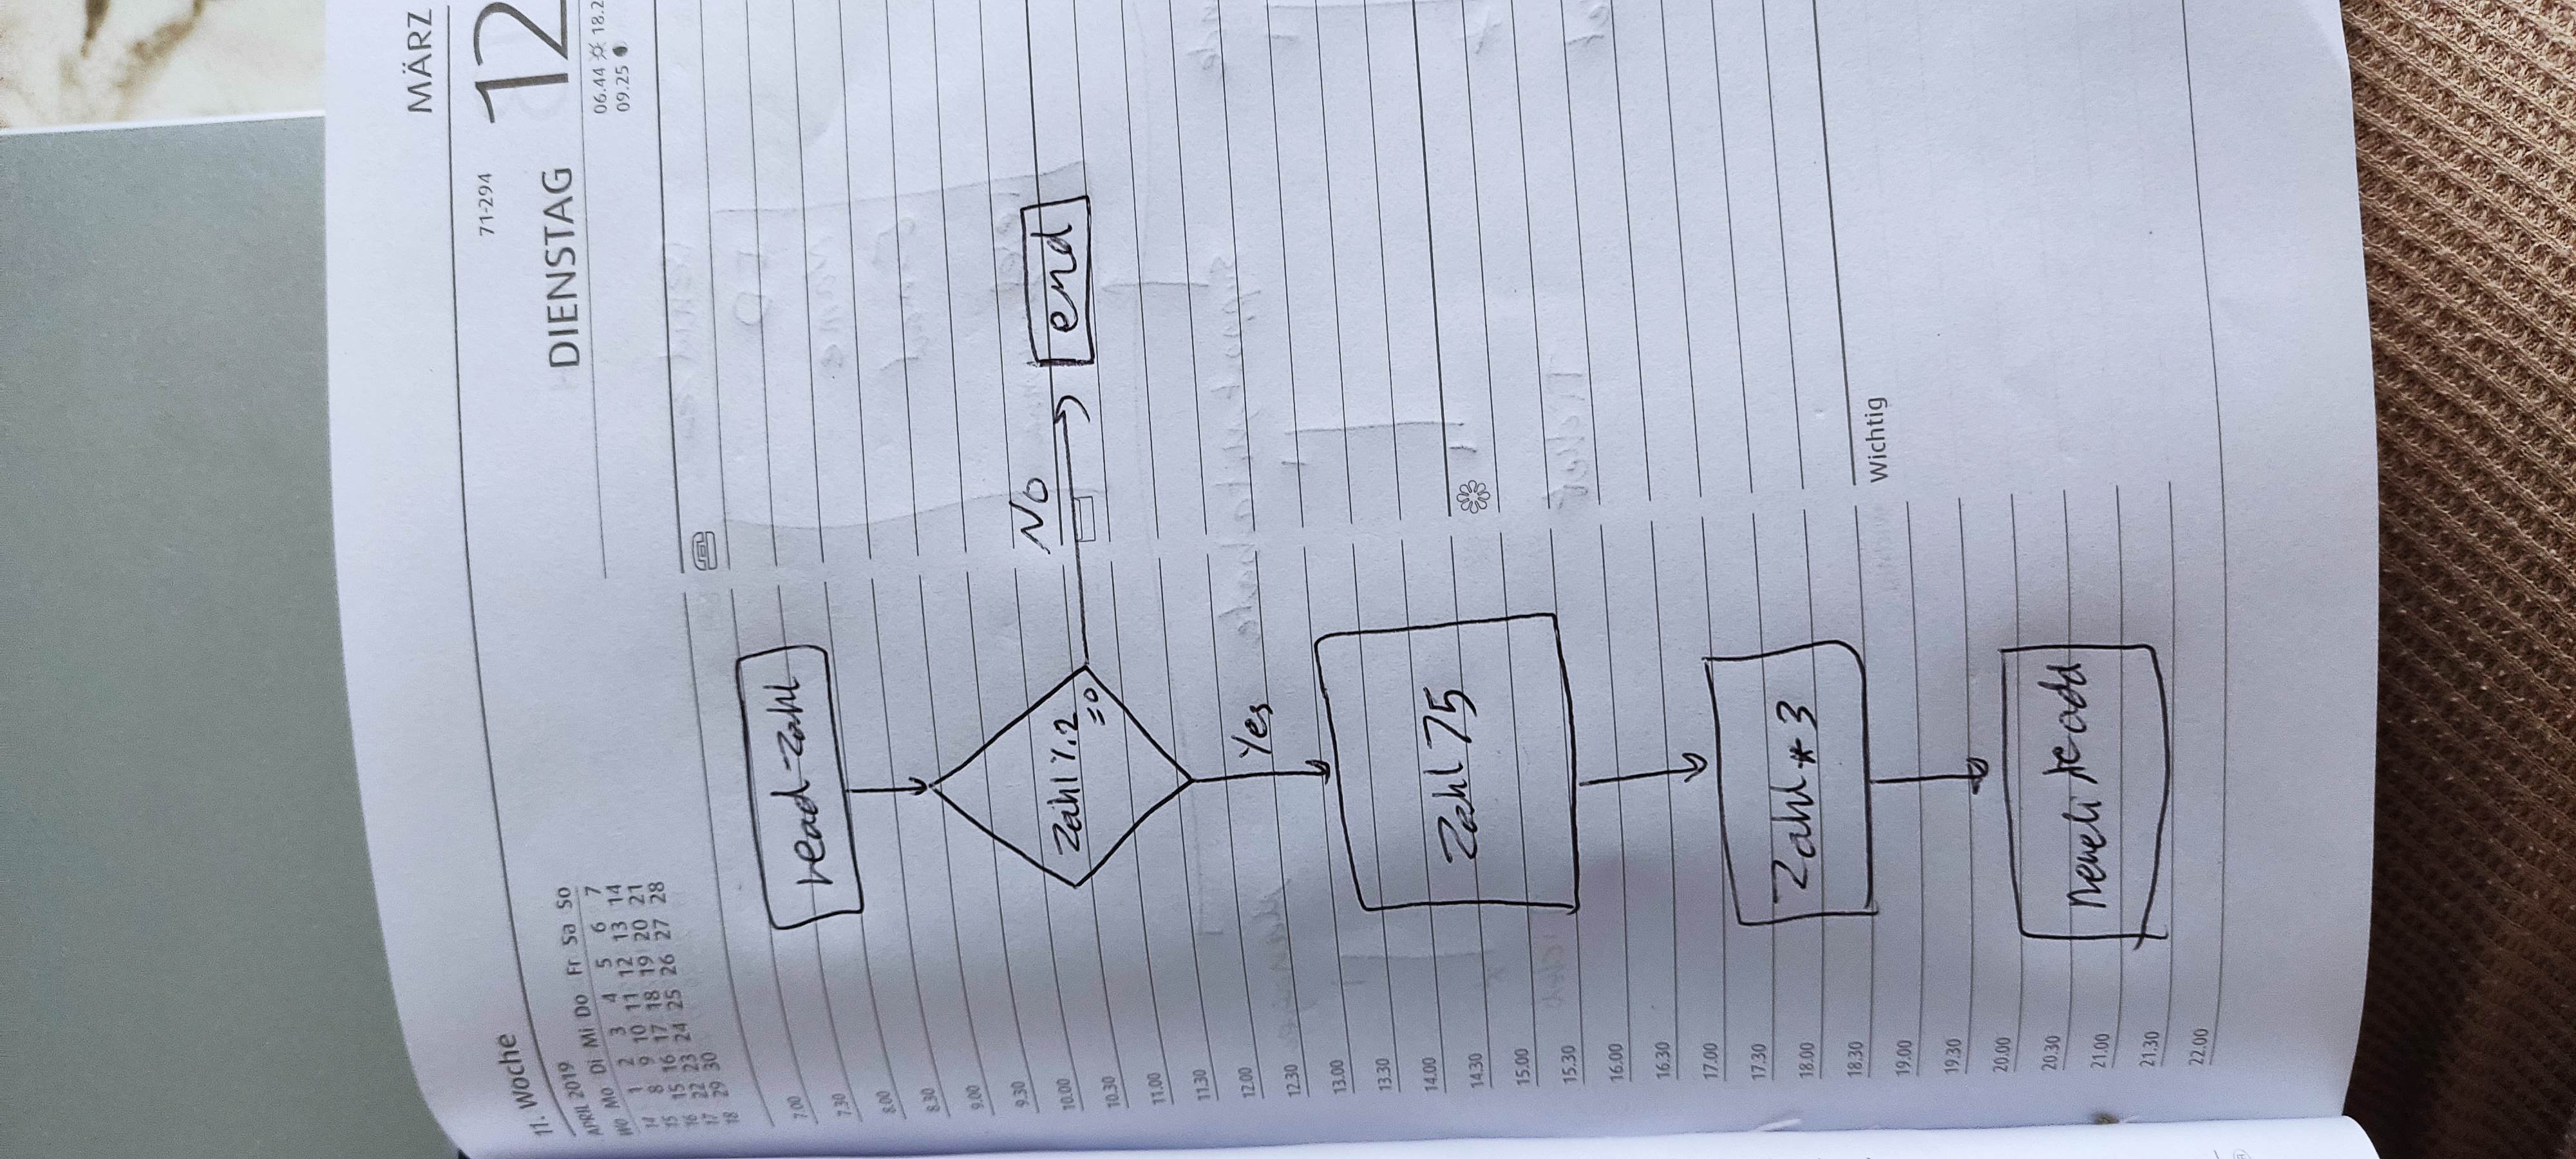 MÄRZ
11. Woche
71-294
12
DIENSTAG
APRIL 2019
Wo Mo Di Mi Do Fr Sa So
14 1 2 3 4 5 6 7
15 8 9 10 11 12 13 14
16 15 16 17 18 19 20 21
17 22 23 24 25 26 27 28
18 29 30
06.44 18.2
09.25
7.00
read-Zahl
7.30
8.00
8.30
9.00
9.30
No
10.00
Zahl % 2
=0
end
10.30
11.00
11.30
12.00
Yes
12.30
13.00
13.30
14.00
Zahl 75
14.30
15.00
15.30
16.00
16.30
17.00
17.30
Zahl * 3
18.00
18.30
Wichtig
19.00
19.30
20.00
20.30
neueliste add
21.00
21.30
22.00